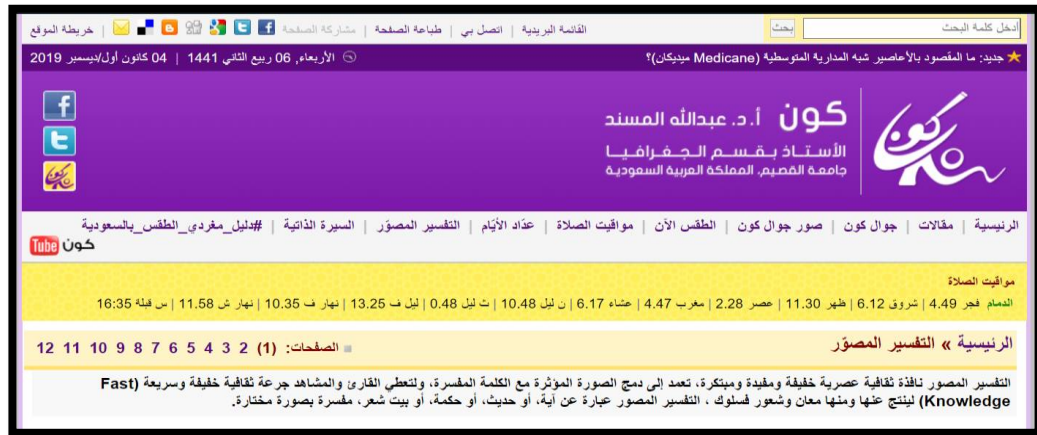 أدخل كلمة البحث
بحث
القائمة البريدية | اتصل بي | طباعة الصفحة | مشاركة الصفحة | خريطة الموقع
جديد: ما المقصود بالأعاصير شبه المدارية المتوسطية (Medicane ميديكان)؟
الأربعاء, 06 ربيع الثاني 1441 | 04 كانون أول/ديسمبر 2019
كون
كون أ.د. عبدالله المسند
الأستاذ بقسم الجغرافيا
جامعة القصيم. المملكة العربية السعودية
كون
الرئيسية | مقالات | جوال كون | صور جوال كون | الطقس الآن | مواقيت الصلاة | عدّاد الأيّام | التفسير المصوّر | السيرة الذاتية | #دليل_مغردي_الطقس_بالسعودية
كون Tube
مواقيت الصلاة
الدمام فجر 4.49 | شروق 6.12 | ظهر 11.30 | عصر 2.28 | مغرب 4.47 | عشاء 6.17 | ن ليل 10.48 | ث ليل 0.48 | ليل ف 13.25 | نهار ف 10.35 | نهار ش 11.58 | س قبلة 16:35
الرئيسية » التفسير المصوّر
الصفحات: (1) 2 3 4 5 6 7 8 9 10 11 12
التفسير المصور نافذة ثقافية عصرية خفيفة ومفيدة ومبتكرة، تعمد إلى دمج الصورة المؤثرة مع الكلمة المفسرة، ولتعطي القارئ والمشاهد جرعة ثقافية خفيفة وسريعة (Fast
Knowledge) لينتج عنها ومنها معان وشعور فسلوك ، التفسير المصور عبارة عن آية، أو حديث، أو حكمة، أو بيت شعر، مفسرة بصورة مختارة.